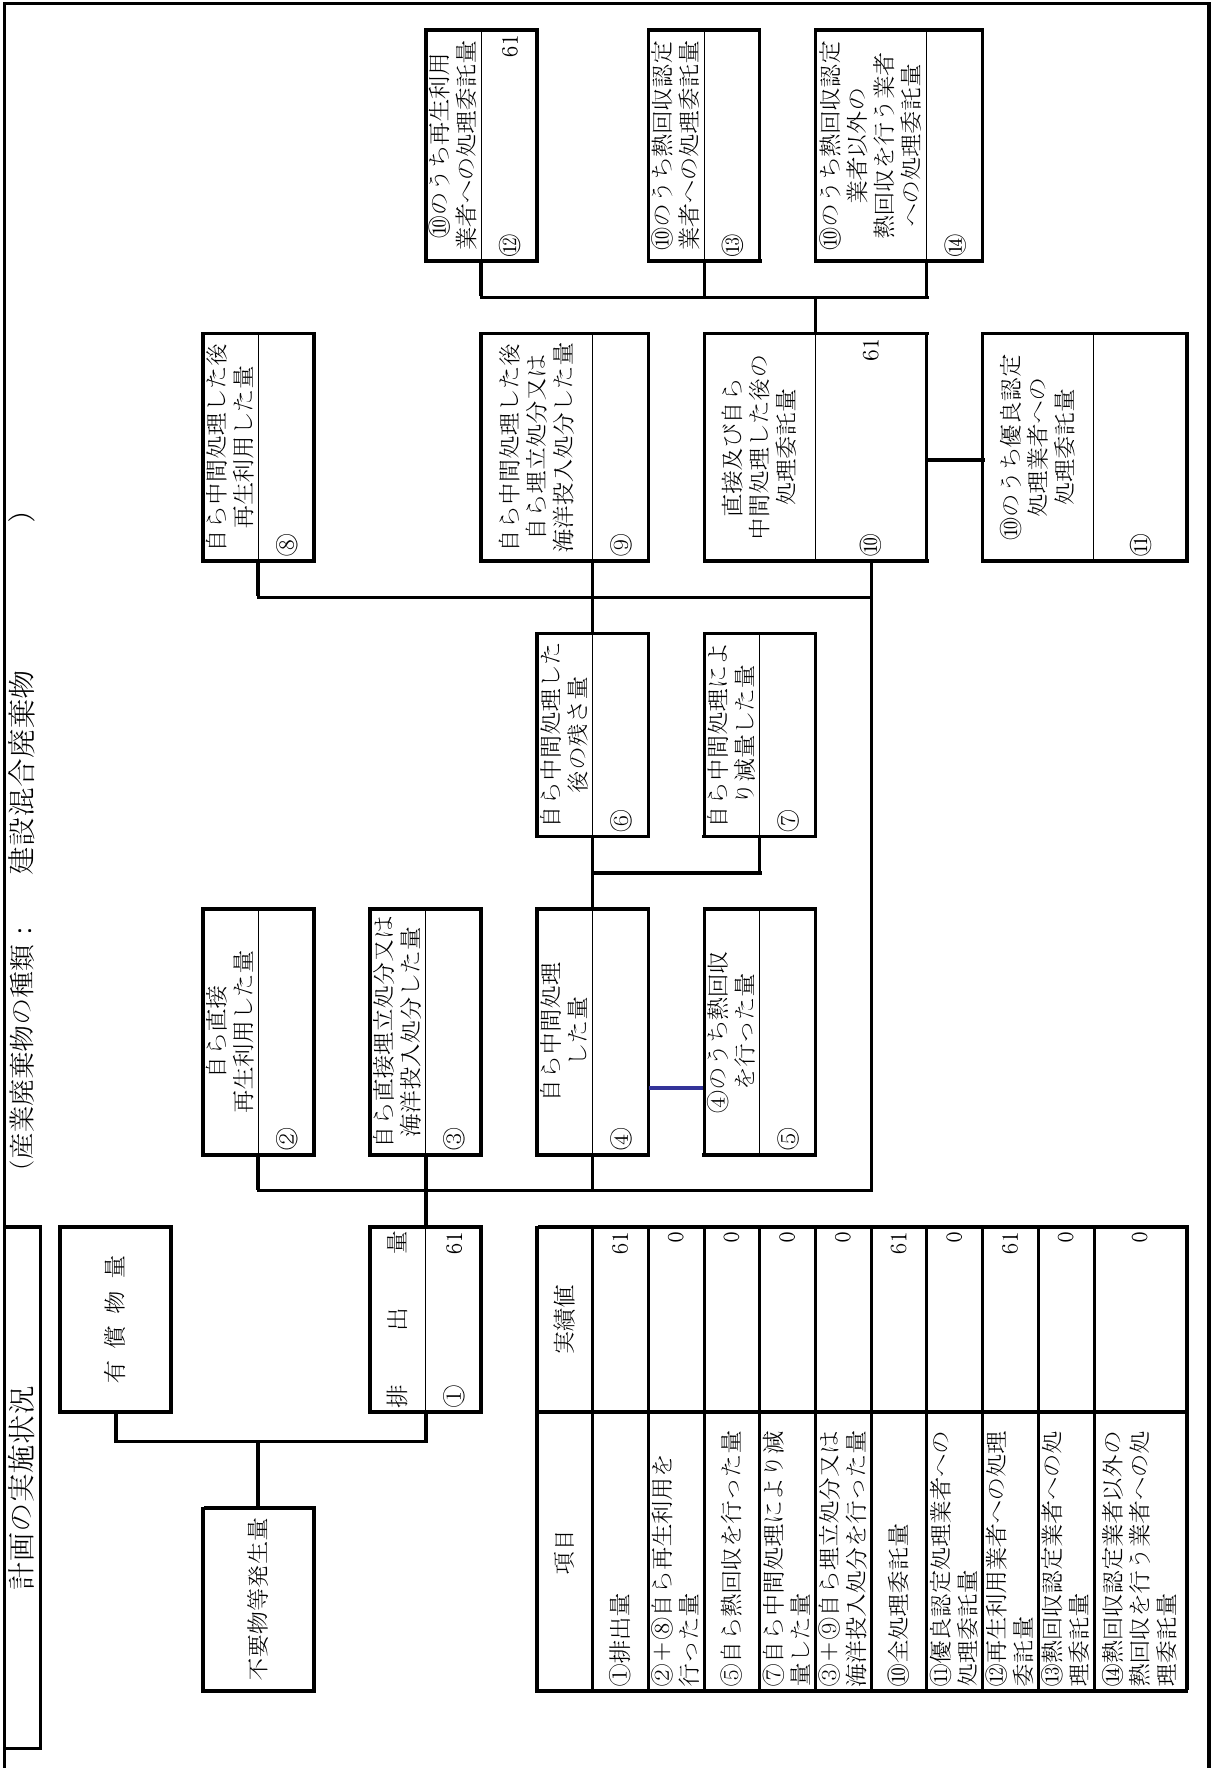 計画の実施状況
(産業廃棄物の種類： 建設混合廃棄物 )
有 償 物 量
不要物等発生量
排 出 量
① 61
自ら直接
再生利用した量
②
自ら直接埋立処分又は
海洋投入処分した量
③
自ら中間処理
した量
④
④のうち熱回収
を行った量
⑤
自ら中間処理した
後の残さ量
⑥
自ら中間処理によ
り減量した量
⑦
自ら中間処理した後
再生利用した量
⑧
自ら中間処理した後
自ら埋立処分又は
海洋投入処分した量
⑨
直接及び自ら
中間処理した後の
処理委託量
⑩ 61
⑩のうち優良認定
処理業者への
処理委託量
⑪
⑩のうち再生利用
業者への処理委託量
⑫ 61
⑩のうち熱回収認定
業者への処理委託量
⑬
⑩のうち熱回収認定
業者以外の
熱回収を行う業者
への処理委託量
⑭
項目 実績値
①排出量 61
②＋⑧自ら再生利用を
行った量 0
⑤自ら熱回収を行った量 0
⑦自ら中間処理により減
量した量 0
③＋⑨自ら埋立処分又は
海洋投入処分を行った量 0
⑩全処理委託量 61
⑪優良認定処理業者への
処理委託量 0
⑫再生利用業者への処理
委託量 61
⑬熱回収認定業者への処
理委託量 0
⑭熱回収認定業者以外の
熱回収を行う業者への処
理委託量 0